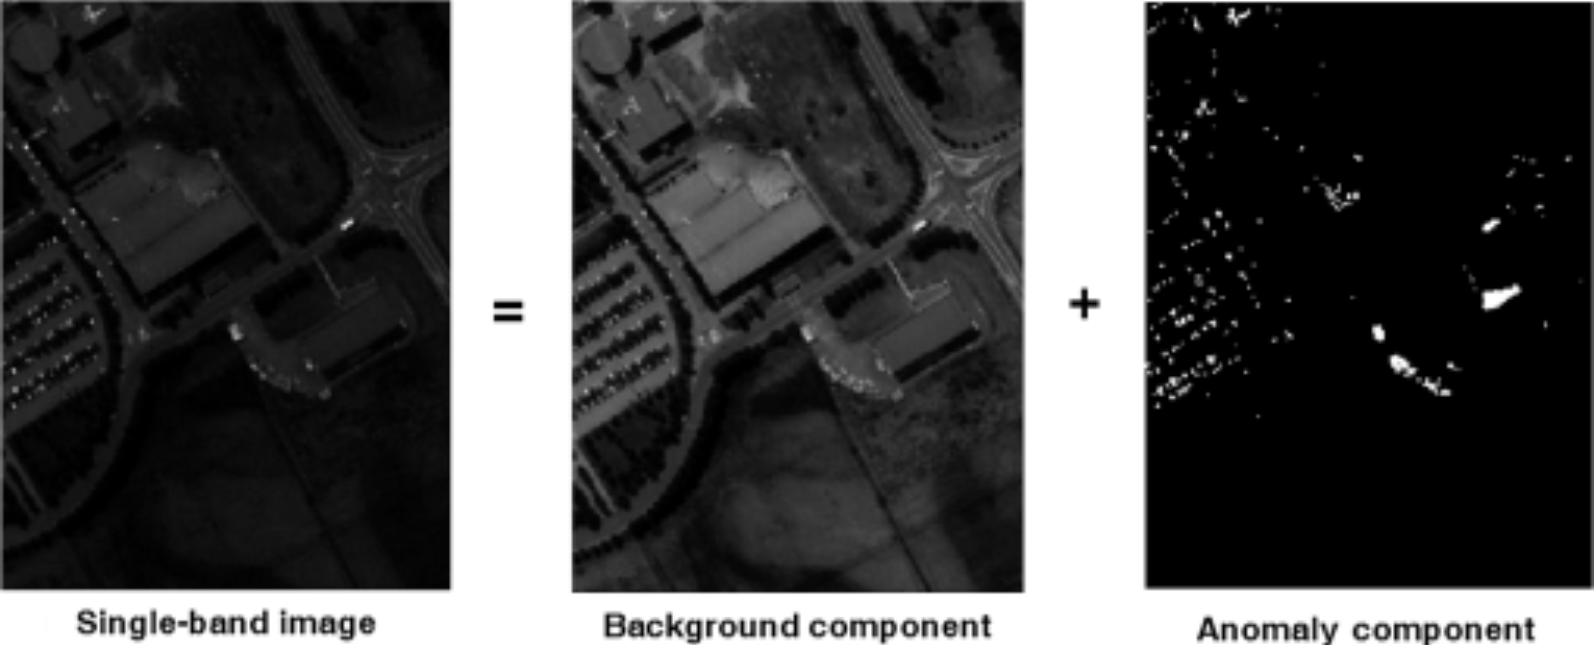 =
+
Single-band image
Background component
Anomaly component